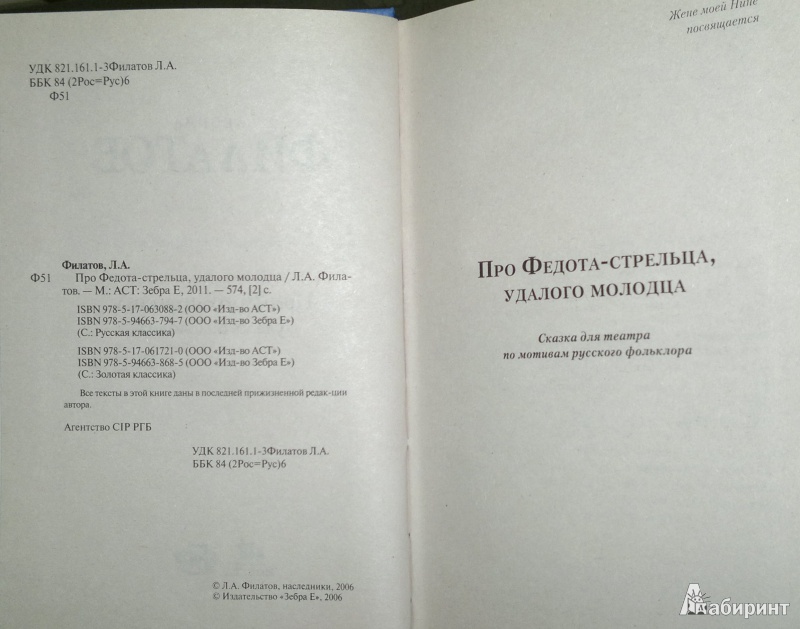 УДК 821.161.1-3Филатов Л.А.
ББК 84 (2Рос=Рус)6
Ф51
Филатов, Л.А.
Ф51 Про Федота-стрельца, удалого молодца / Л.А. Фила-
тов. — М.: АСТ: Зебра Е, 2011. — 574, [2] с.
ISBN 978-5-17-063088-2 (ООО «Изд-во АСТ»)
ISBN 978-5-94663-794-7 (ООО «Изд-во Зебра Е»)
(С.: Русская классика)
ISBN 978-5-17-061721-0 (ООО «Изд-во АСТ»)
ISBN 978-5-94663-868-5 (ООО «Изд-во Зебра Е»)
(С.: Золотая классика)
Все тексты в этой книге даны в последней прижизненной редак-ции
автора.
Агентство CIP РГБ
УДК 821.161.1-3Филатов Л.А.
ББК 84 (2Рос=Рус)6
© Л.А. Филатов, наследники, 2006
© Издательство «Зебра Е», 2006
Жене моей Нине
посвящается
Про Федота-стрельца,
удалого молодца
Сказка для театра
по мотивам русского фольклора
Лабиринт